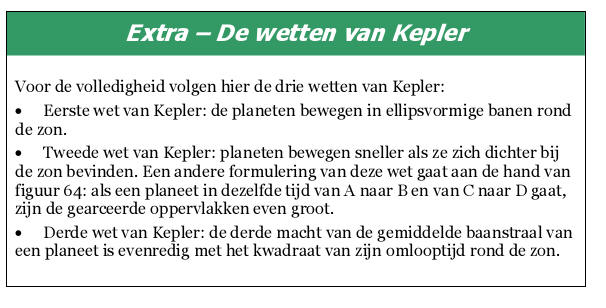 Extra – De wetten van Kepler
Voor de volledigheid volgen hier de drie wetten van Kepler:
• Eerste wet van Kepler: de planeten bewegen in ellipsvormige banen rond
de zon.
• Tweede wet van Kepler: planeten bewegen sneller als ze zich dichter bij
de zon bevinden. Een andere formulering van deze wet gaat aan de hand van
figuur 64: als een planeet in dezelfde tijd van A naar B en van C naar D gaat,
zijn de gearceerde oppervlakken even groot.
• Derde wet van Kepler: de derde macht van de gemiddelde baanstraal van
een planeet is evenredig met het kwadraat van zijn omlooptijd rond de zon.